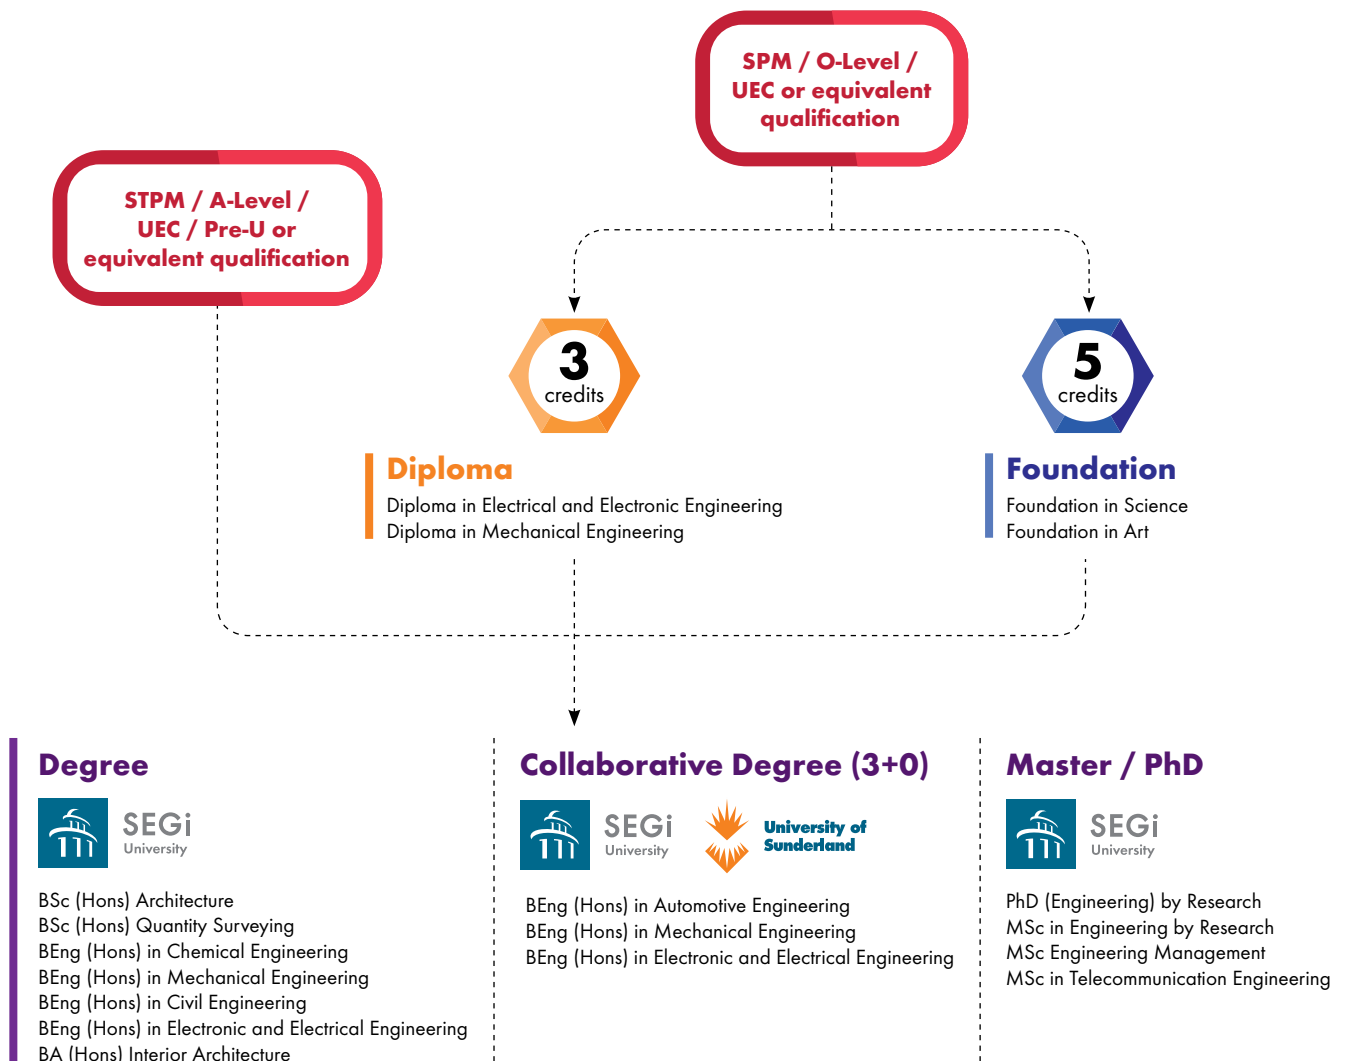 SPM / O-Level /
UEC or equivalent
qualification
STPM / A-Level /
UEC / Pre-U or
equivalent qualification
3
credits
5
credits
Diploma
Diploma in Electrical and Electronic Engineering
Diploma in Mechanical Engineering
Foundation
Foundation in Science
Foundation in Art
Degree
SEGi
University
BSc (Hons) Architecture
BSc (Hons) Quantity Surveying
BEng (Hons) in Chemical Engineering
BEng (Hons) in Mechanical Engineering
BEng (Hons) in Civil Engineering
BEng (Hons) in Electronic and Electrical Engineering
BA (Hons) Interior Architecture
Collaborative Degree (3+0)
SEGi
University
University of
Sunderland
BEng (Hons) in Automotive Engineering
BEng (Hons) in Mechanical Engineering
BEng (Hons) in Electronic and Electrical Engineering
Master / PhD
SEGi
University
PhD (Engineering) by Research
MSc in Engineering by Research
MSc Engineering Management
MSc in Telecommunication Engineering